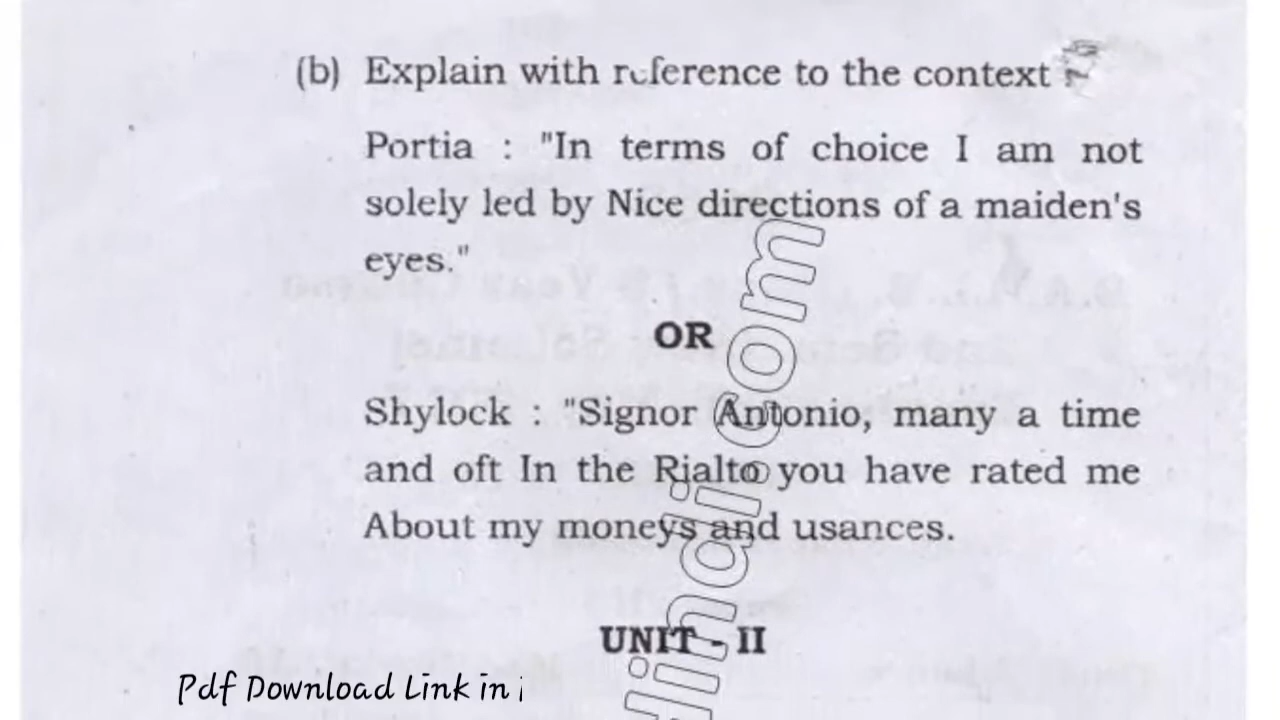 (b) Explain with reference to the context :
Portia : "In terms of choice I am not
solely led by Nice directions of a maiden's
eyes."
OR
Shylock : "Signor Antonio, many a time
and oft In the Rialto you have rated me
About my moneys and usances.
UNIT - II
Pdf Download Link in